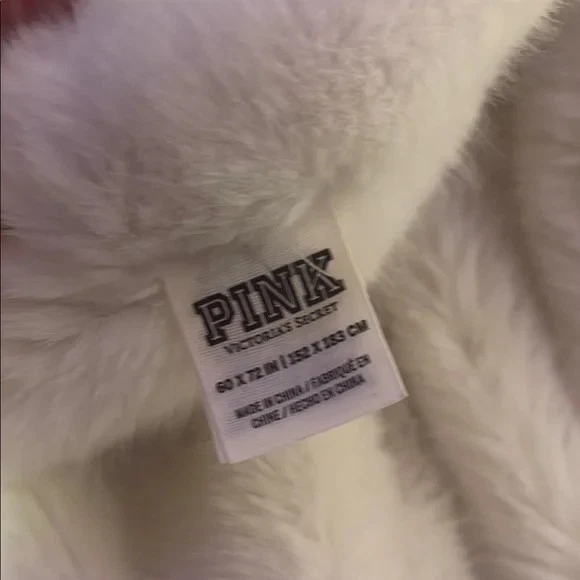 PINK
VICTORIA'S SECRET
60 X 72 IN | 152 X 183 CM
MADE IN CHINA / FABRIQUÉ EN
CHINE / HECHO EN CHINA